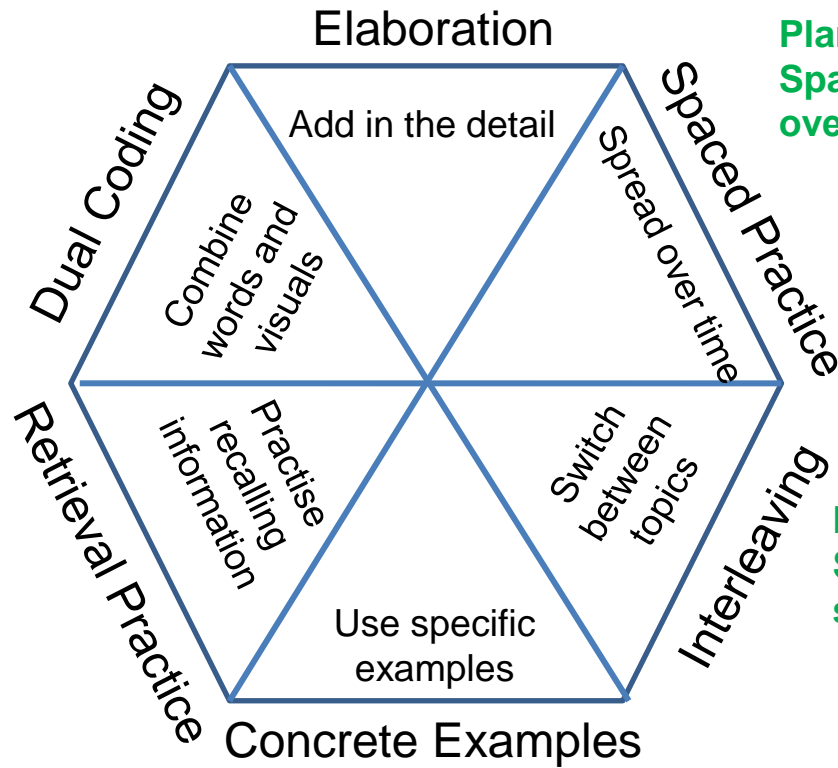 Elaboration
Add in the detail
Spaced Practice
Spread over time
Interleaving
Switch
between
topics
Concrete Examples
Use specific
examples
Retrieval Practice
Practise
recalling
information
Dual Coding
Combine
words and
visuals